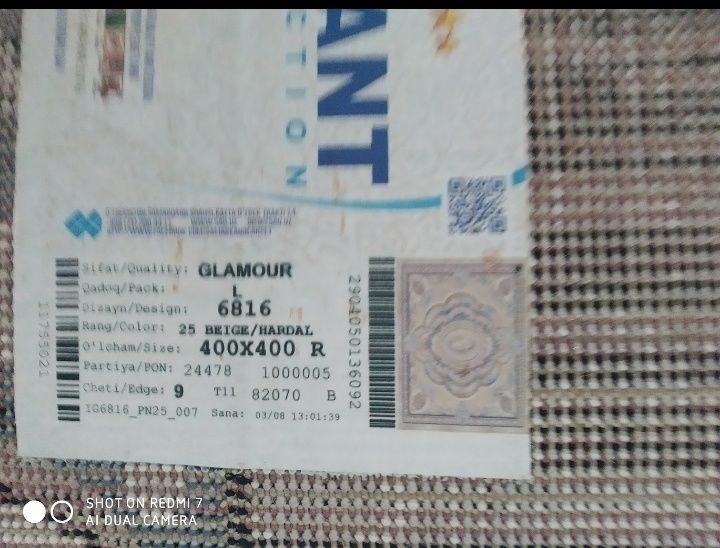 ANT
CTION
Sifat/Quality: GLAMOUR
Qadoq/Pack: L
Dizayn/Design: 6816
Rang/Color: 25 BEIGE/HARDAL
O'lcham/Size: 400X400 R
Partiya/PON: 24478 1000005
Cheti/Edge: 9 T11 82070 B
IG6816_PN25_007 Sana: 03/08 13:01:39
11795021
2904050136092
SHOT ON REDMI 7
AI DUAL CAMERA